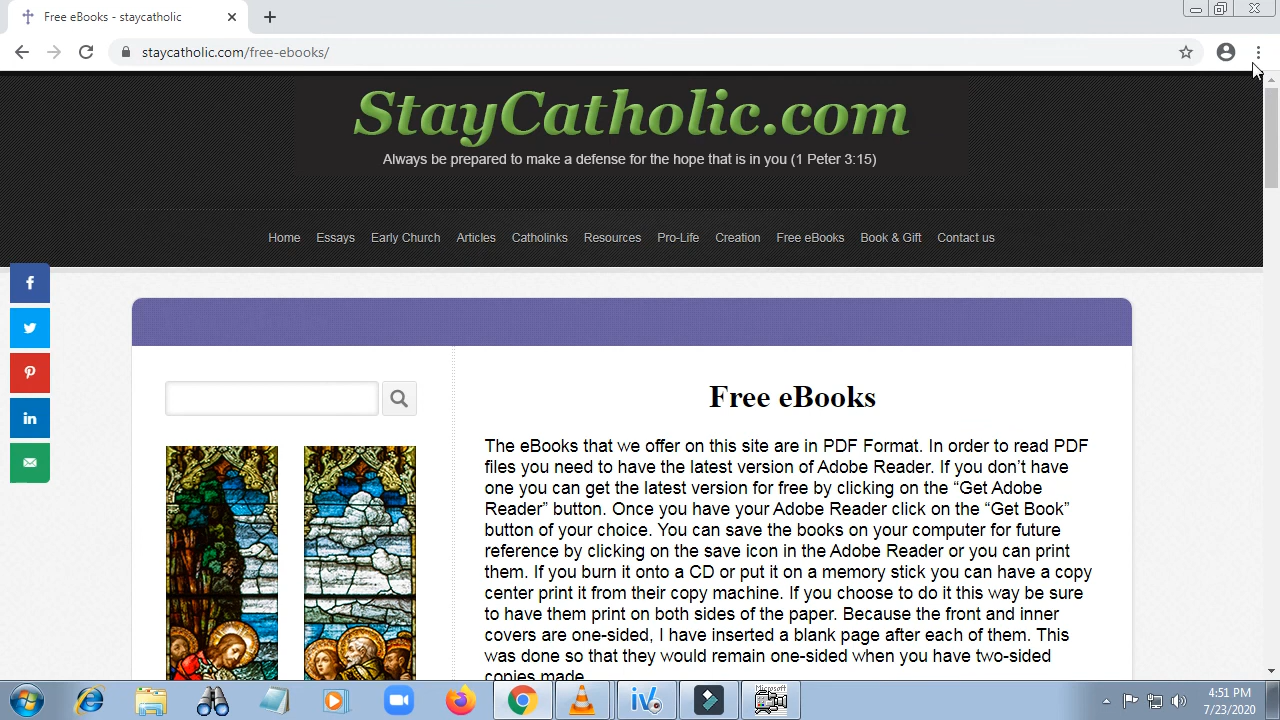 Free eBooks - staycatholic
staycatholic.com/free-ebooks/
StayCatholic.com
Always be prepared to make a defense for the hope that is in you (1 Peter 3:15)
Home Essays Early Church Articles Catholinks Resources Pro-Life Creation Free eBooks Book & Gift Contact us
Free eBooks
The eBooks that we offer on this site are in PDF Format. In order to read PDF
files you need to have the latest version of Adobe Reader. If you don’t have
one you can get the latest version for free by clicking on the “Get Adobe
Reader” button. Once you have your Adobe Reader click on the “Get Book”
button of your choice. You can save the books on your computer for future
reference by clicking on the save icon in the Adobe Reader or you can print
them. If you burn it onto a CD or put it on a memory stick you can have a copy
center print it from their copy machine. If you choose to do it this way be sure
to have them print on both sides of the paper. Because the front and inner
covers are one-sided, I have inserted a blank page after each of them. This
was done so that they would remain one-sided when you have two-sided
copies made.
Microsoft
4:51 PM
7/23/2020